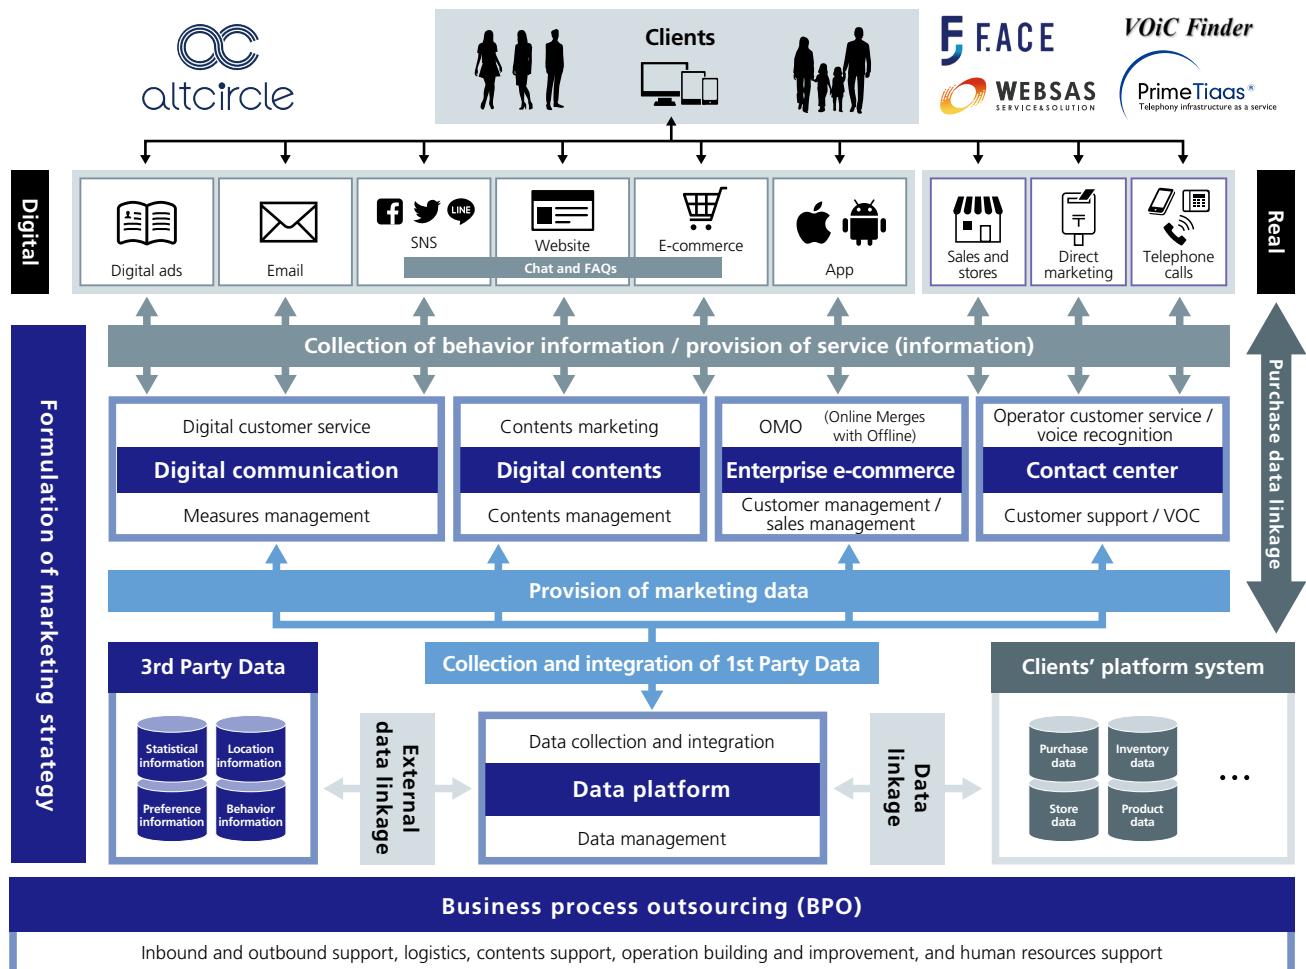 altcircle
Clients
F.ACE
WEBSAS
SERVICE&SOLUTION
VOiC Finder
PrimeTiaas®
Telephony infrastructure as a service
Digital
Digital ads
Email
LINE
SNS
Website
E-commerce
Chat and FAQs
App
Sales and
stores
Direct
marketing
Telephone
calls
Real
Collection of behavior information / provision of service (information)
Formulation of marketing strategy
Purchase data linkage
Digital customer service
Digital communication
Measures management
Contents marketing
Digital contents
Contents management
OMO
(Online Merges
with Offline)
Enterprise e-commerce
Customer management /
sales management
Operator customer service /
voice recognition
Contact center
Customer support / VOC
Provision of marketing data
3rd Party Data
Statistical
information
Location
information
Preference
information
Behavior
information
External
data linkage
Collection and integration of 1st Party Data
Data collection and integration
Data platform
Data management
Data
linkage
Clients’ platform system
Purchase
data
Inventory
data
Store
data
Product
data
...
Business process outsourcing (BPO)
Inbound and outbound support, logistics, contents support, operation building and improvement, and human resources support